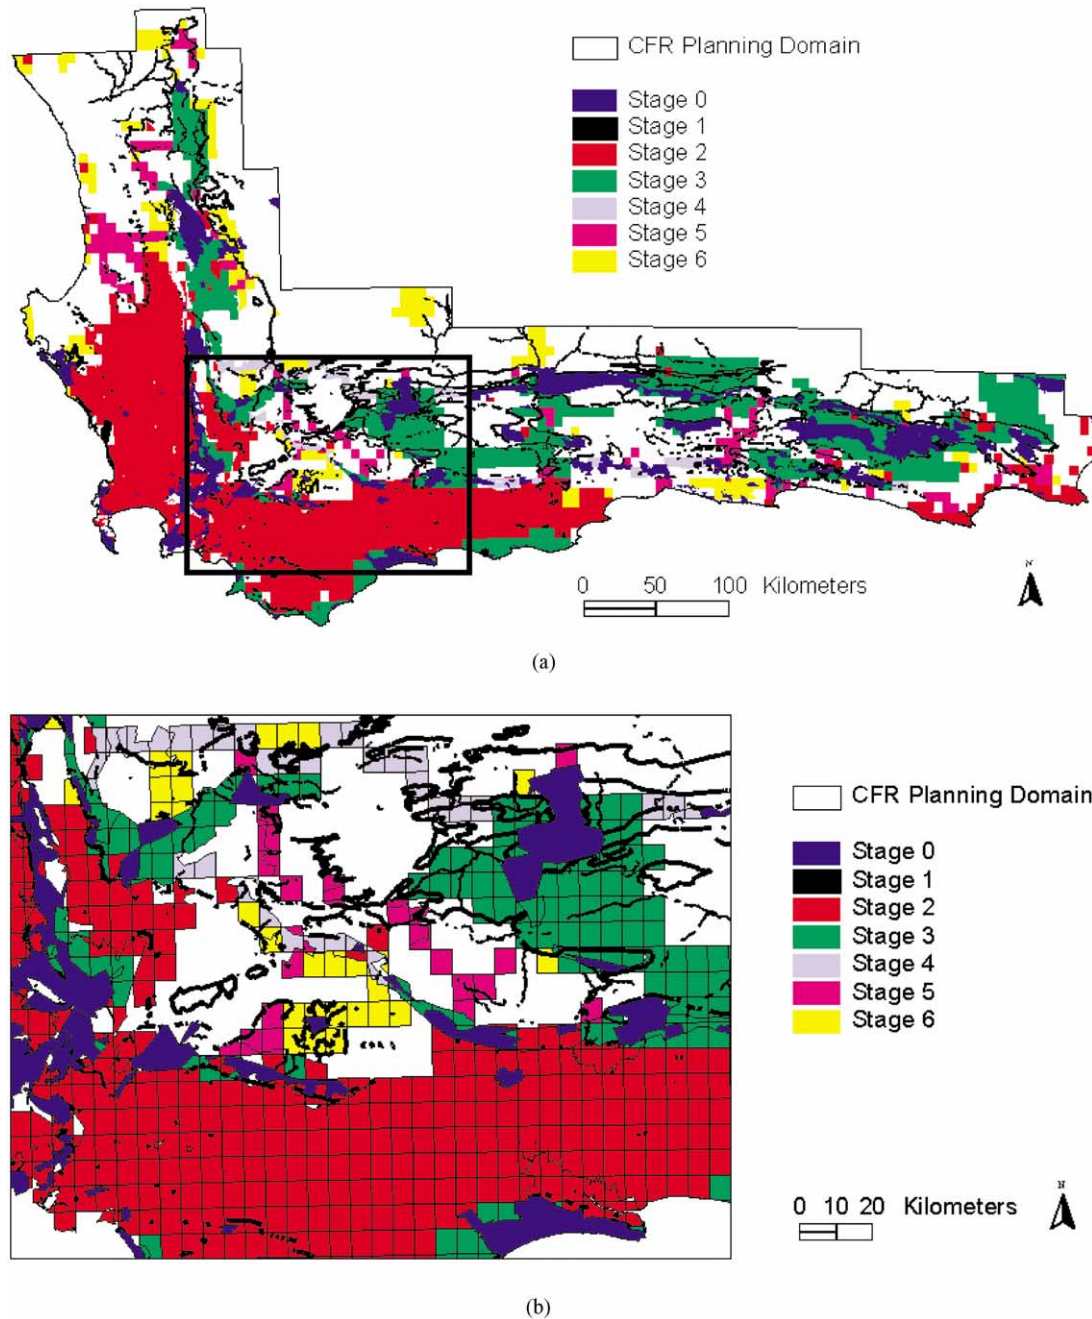 CFR Planning Domain
Stage 0
Stage 1
Stage 2
Stage 3
Stage 4
Stage 5
Stage 6
N
0 50 100 Kilometers
(a)
CFR Planning Domain
Stage 0
Stage 1
Stage 2
Stage 3
Stage 4
Stage 5
Stage 6
N
0 10 20 Kilometers
(b)